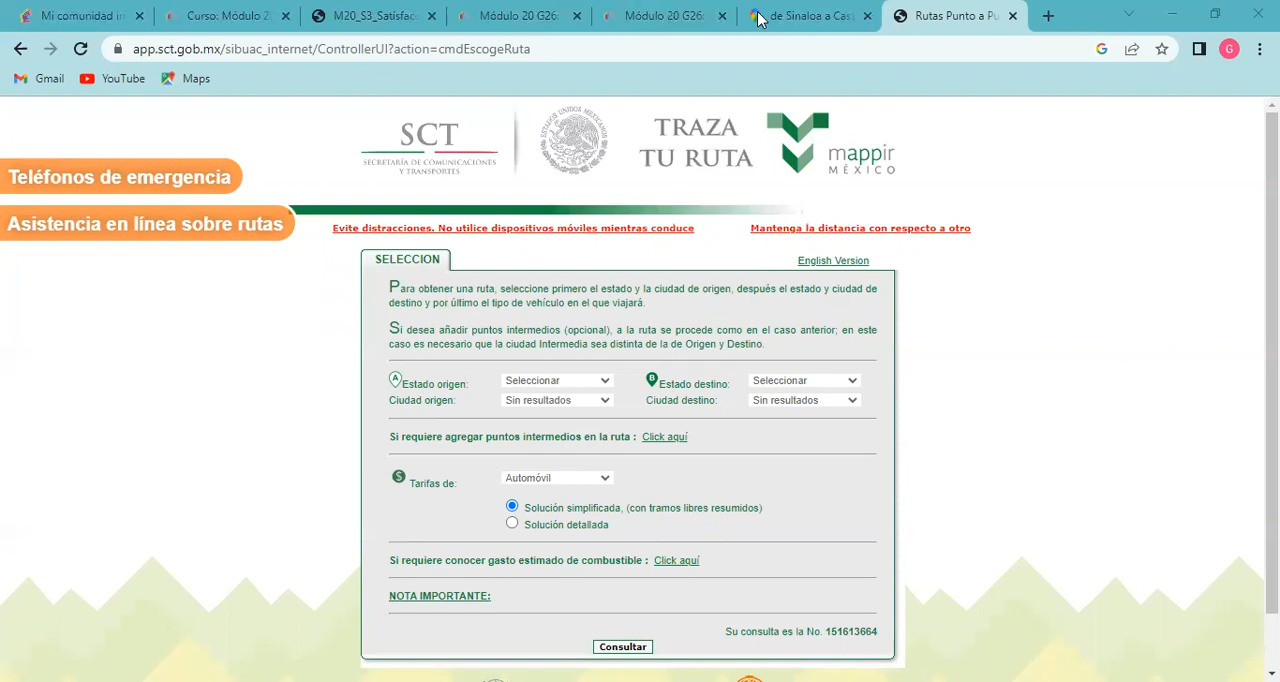 Mi comunidad in
Curso: Módulo 2
M20_S3_Satisfac
Módulo 20 G26
Módulo 20 G26
de Sinaloa a Cas
Rutas Punto a Pu
app.sct.gob.mx/sibuac_internet/ControllerUI?action=cmdEscogeRuta
G
Gmail
YouTube
Maps
SCT
SECRETARÍA DE COMUNICACIONES
Y TRANSPORTES
ESTADOS UNIDOS MEXICANOS
TRAZA
TU RUTA
mappir
MÉXICO
Teléfonos de emergencia
Asistencia en línea sobre rutas
Evite distracciones. No utilice dispositivos móviles mientras conduce
Mantenga la distancia con respecto a otro
SELECCION
English Version
Para obtener una ruta, seleccione primero el estado y la ciudad de origen, después el estado y ciudad de
destino y por último el tipo de vehículo en el que viajará.
Si desea añadir puntos intermedios (opcional), a la ruta se procede como en el caso anterior; en este
caso es necesario que la ciudad Intermedia sea distinta de la de Origen y Destino.
A Estado origen: Seleccionar
B Estado destino: Seleccionar
Ciudad origen: Sin resultados
Ciudad destino: Sin resultados
Si requiere agregar puntos intermedios en la ruta : Click aquí
$ Tarifas de: Automóvil
Solución simplificada, (con tramos libres resumidos)
Solución detallada
Si requiere conocer gasto estimado de combustible : Click aquí
NOTA IMPORTANTE:
Su consulta es la No. 151613664
Consultar